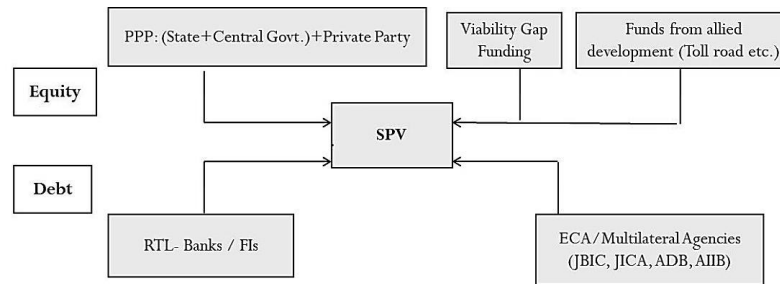 PPP: (State+Central Govt.)+Private Party
Viability Gap
Funding
Funds from allied
development (Toll road etc.)
Equity
SPV
Debt
RTL- Banks / FIs
ECA/Multilateral Agencies
(JBIC, JICA, ADB, AIIB)